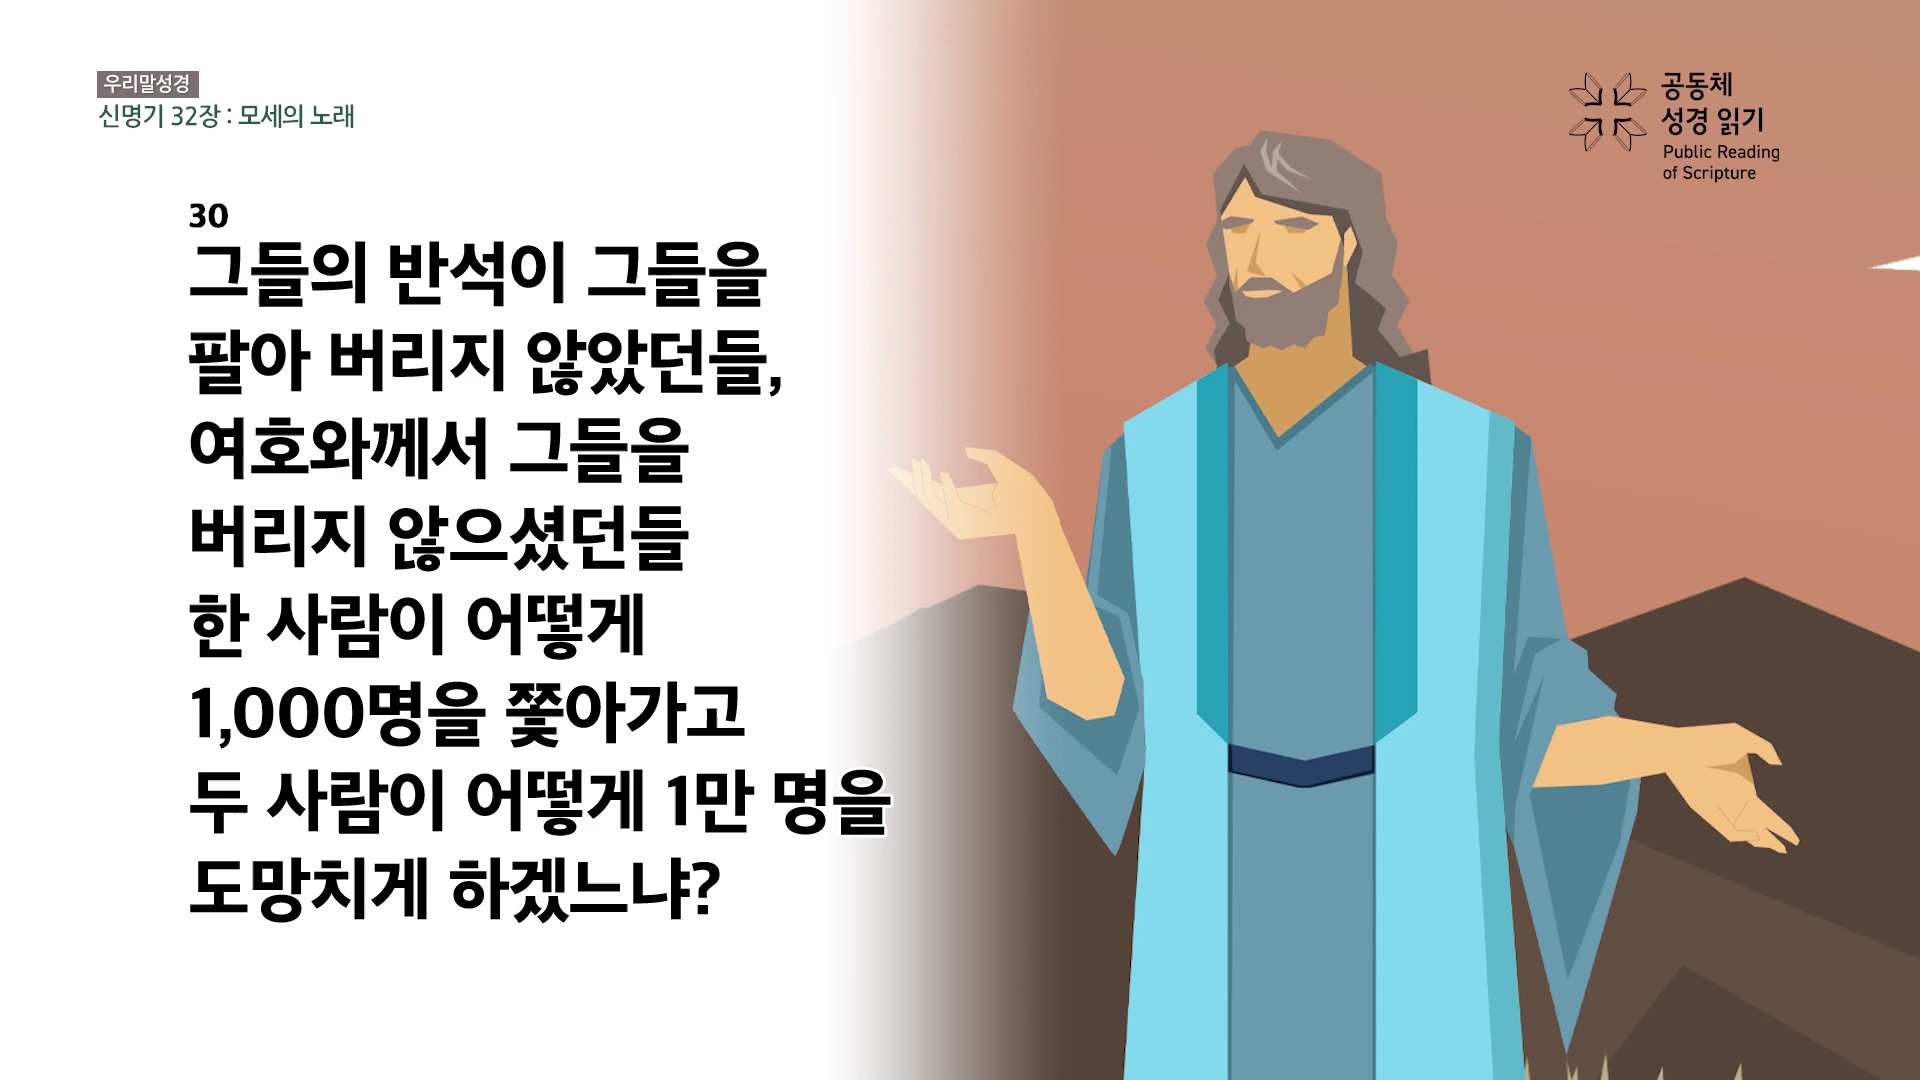 우리말성경
신명기 32장 : 모세의 노래
공동체
성경 읽기
Public Reading
of Scripture
30
그들의 반석이 그들을
팔아 버리지 않았던들,
여호와께서 그들을
버리지 않으셨던들
한 사람이 어떻게
1,000명을 쫓아가고
두 사람이 어떻게 1만 명을
도망치게 하겠느냐?